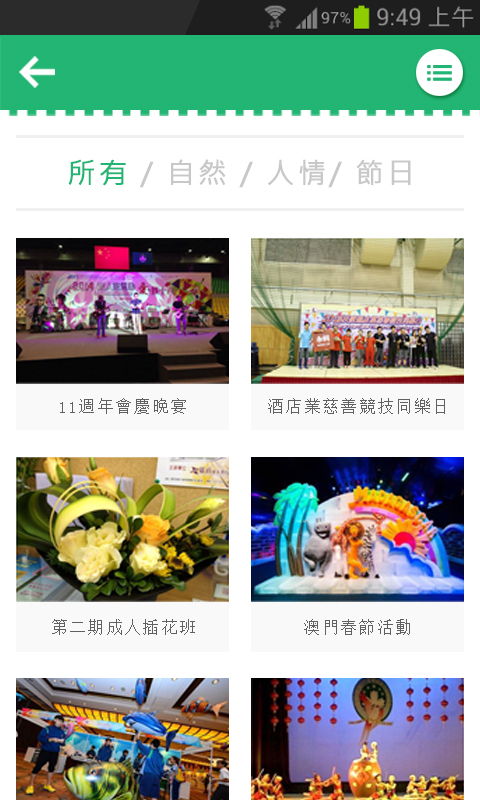 97% 9:49 上午
所有 / 自然 / 人情/ 節日
2014
11週年會慶晚宴
酒店業慈善競技同樂日
第二期成人插花班
澳門春節活動